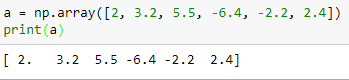 a = np.array([2, 3.2, 5.5, -6.4, -2.2, 2.4])
print(a)
[ 2.   3.2  5.5 -6.4 -2.2  2.4]